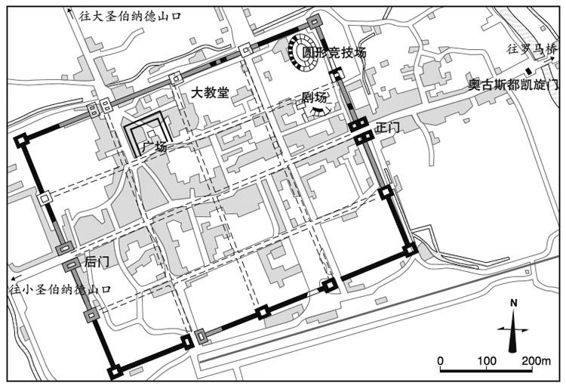 往大圣伯纳德山口
圆形竞技场
往罗马桥
大教堂
剧场
奥古斯都凯旋门
广场
正门
后门
往小圣伯纳德山口
N
0 100 200m